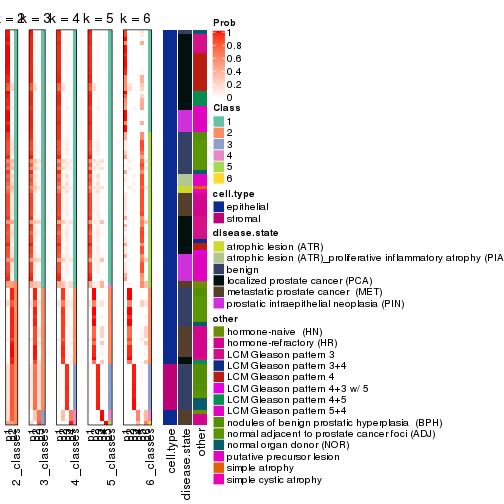 k = 2 k = 3 k = 4 k = 5 k = 6
Prob
1
0.8
0.6
0.4
0.2
0
Class
1
2
3
4
5
6
cell.type
epithelial
stromal
disease.state
atrophic lesion (ATR)
atrophic lesion (ATR)_proliferative inflammatory atrophy (PIA
benign
localized prostate cancer (PCA)
metastatic prostate cancer (MET)
prostatic intraepithelial neoplasia (PIN)
other
hormone-naive (HN)
hormone-refractory (HR)
LCM Gleason pattern 3
LCM Gleason pattern 3+4
LCM Gleason pattern 4
LCM Gleason pattern 4+3 w/ 5
LCM Gleason pattern 4+5
LCM Gleason pattern 5+4
nodules of benign prostatic hyperplasia (BPH)
normal adjacent to prostate cancer foci (ADJ)
normal organ donor (NOR)
putative precursor lesion
simple atrophy
simple cystic atrophy
2_classes
3_classes
4_classes
5_classes
6_classes
cell.type
disease.state
other